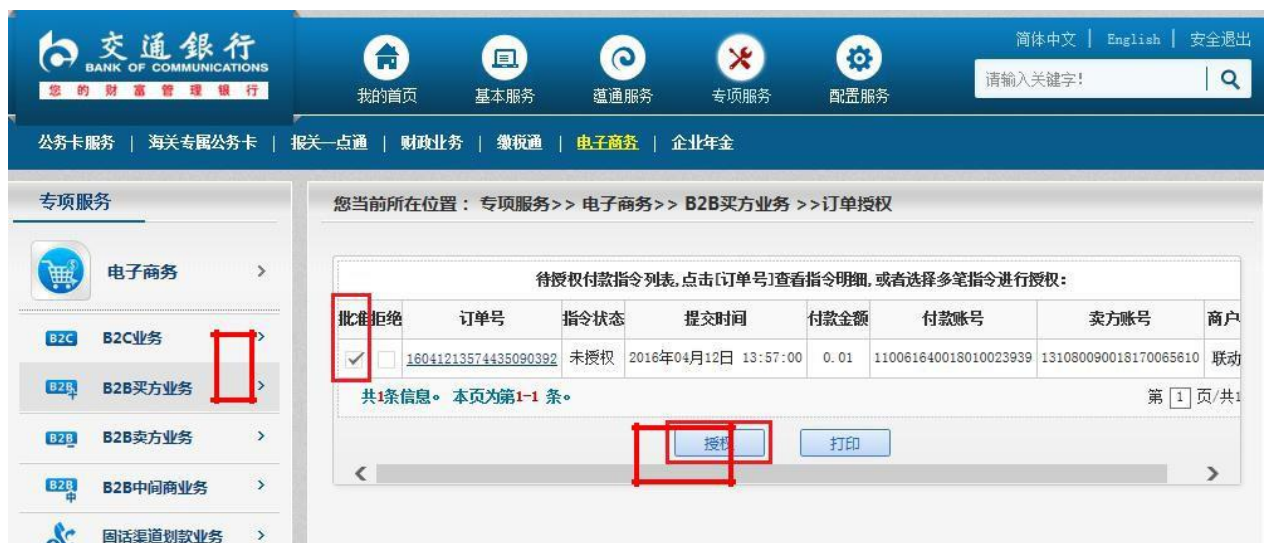 交通銀行
BANK OF COMMUNICATIONS
您的财富管理银行
我的首页 基本服务 蕴通服务 专项服务 配置服务
简体中文 | English | 安全退出
请输入关键字!
公务卡服务 | 海关专属公务卡 | 报关一点通 | 财政业务 | 缴税通 | 电子商务 | 企业年金
专项服务
电子商务
B2C B2C业务
B2B B2B买方业务
B2B B2B卖方业务
B2B中 B2B中间商业务
固话渠道划款业务
您当前所在位置：专项服务>> 电子商务>> B2B买方业务 >>订单授权
待授权付款指令列表,点击[订单号]查看指令明细,或者选择多笔指令进行授权:
批准 拒绝 订单号 指令状态 提交时间 付款金额 付款账号 卖方账号 商户
16041213574435090392 未授权 2016年04月12日 13:57:00 0.01 110061640018010023939 131080090018170065610 联动
共1条信息。 本页为第1-1 条。
第 1 页/共1
授权 打印